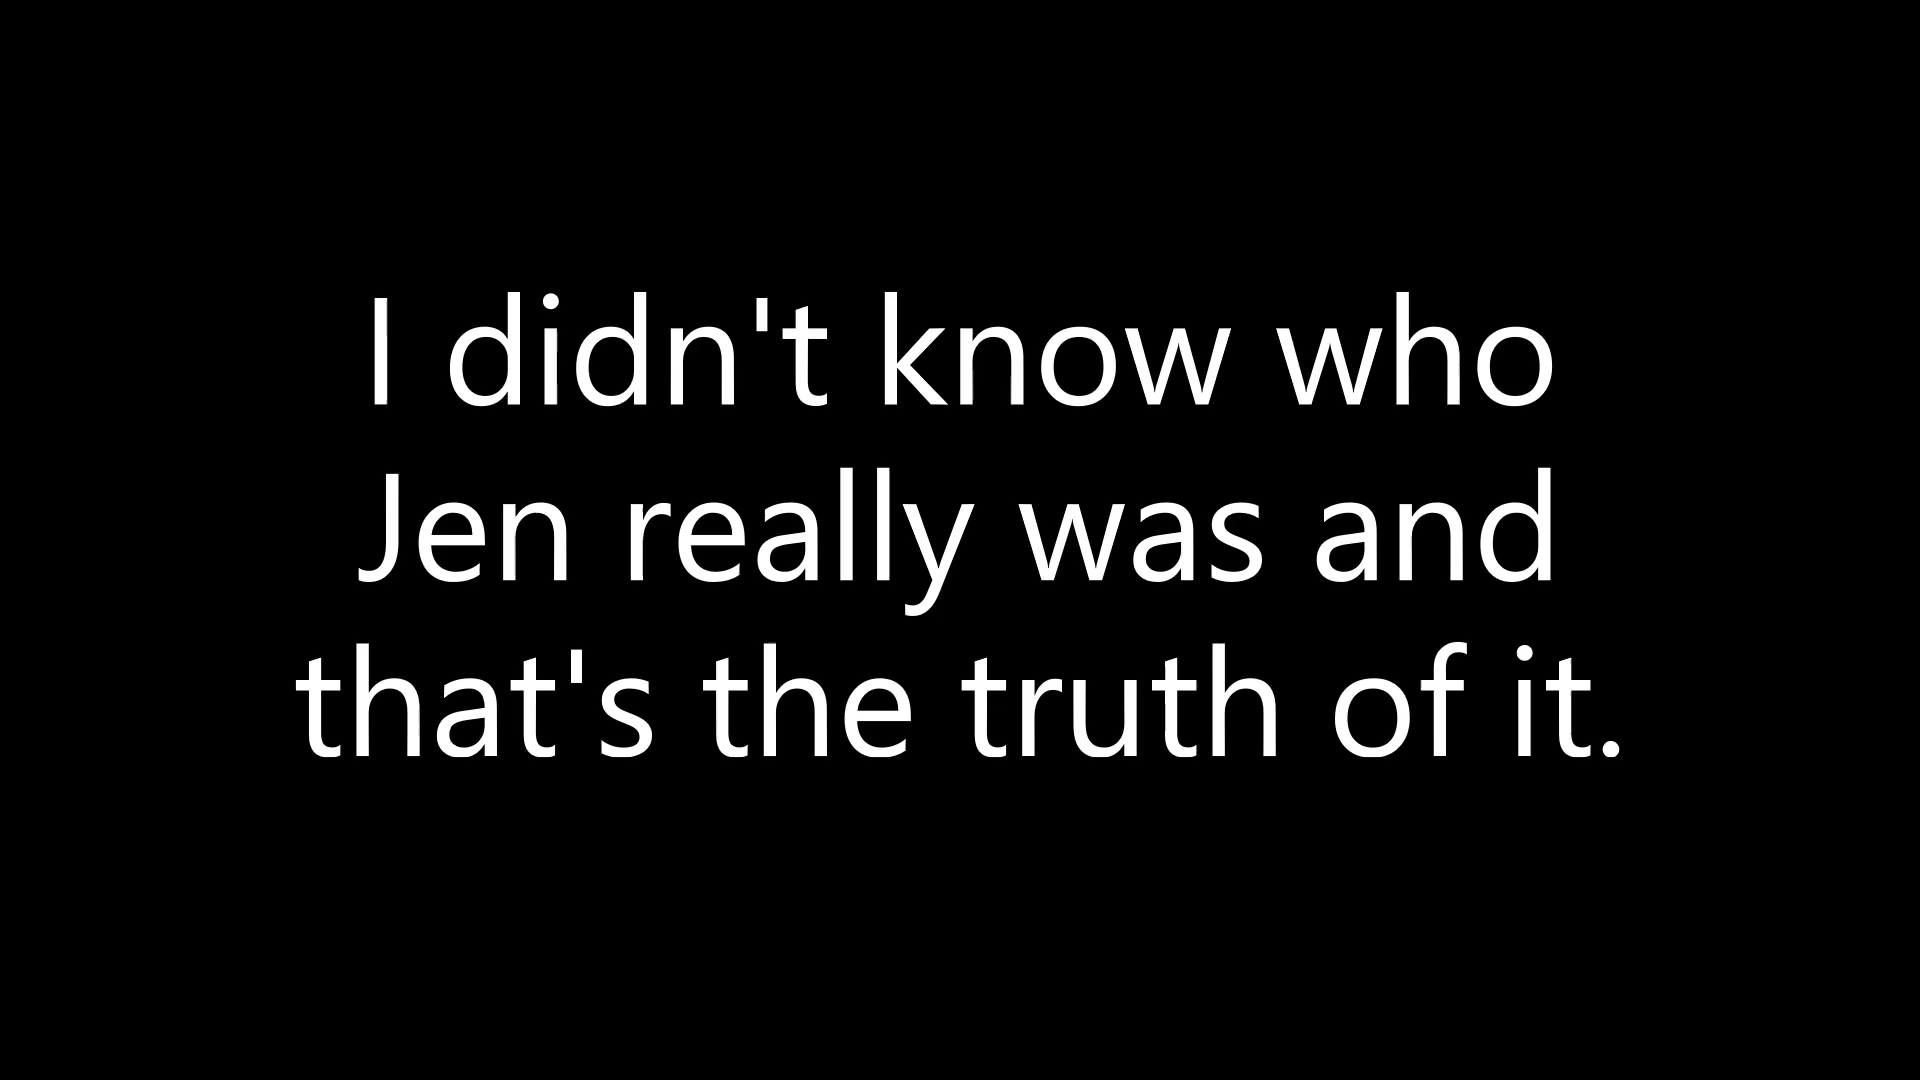 I didn't know who
Jen really was and
that's the truth of it.